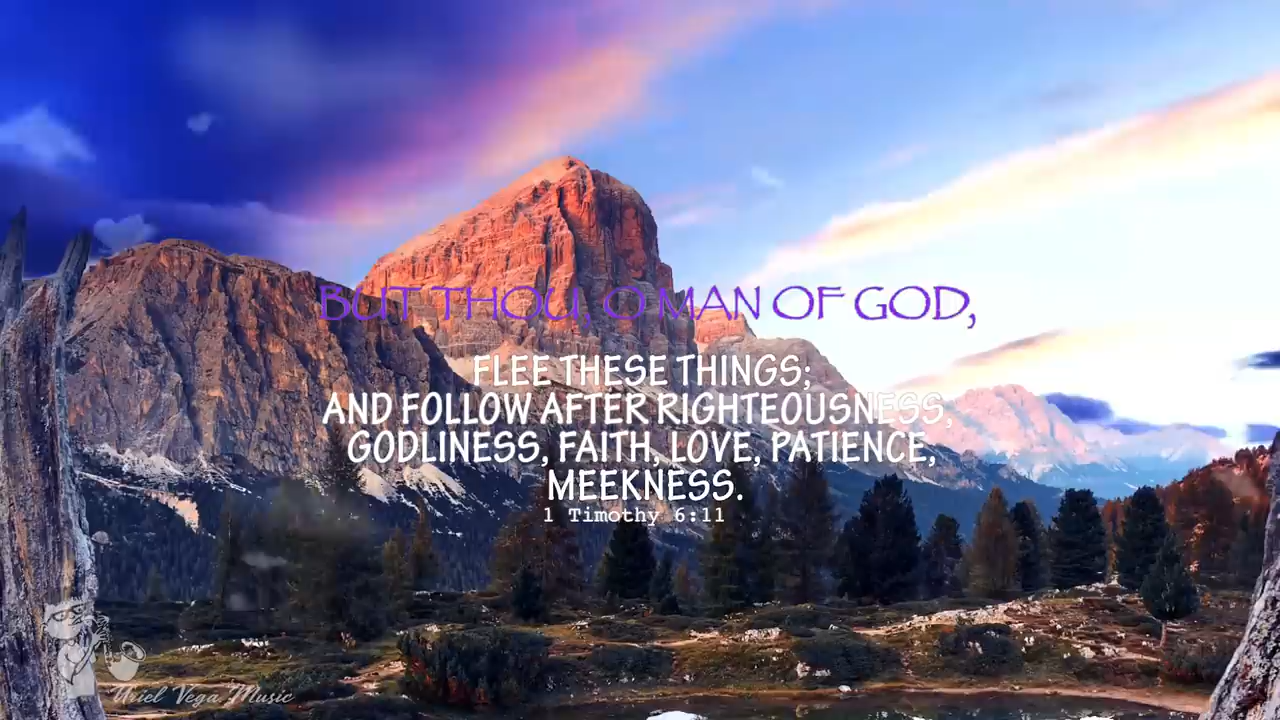 BUT THOU, O MAN OF GOD,
FLEE THESE THINGS;
AND FOLLOW AFTER RIGHTEOUSNESS,
GODLINESS, FAITH, LOVE, PATIENCE,
MEEKNESS.
1 Timothy 6:11
Uriel Vega Music